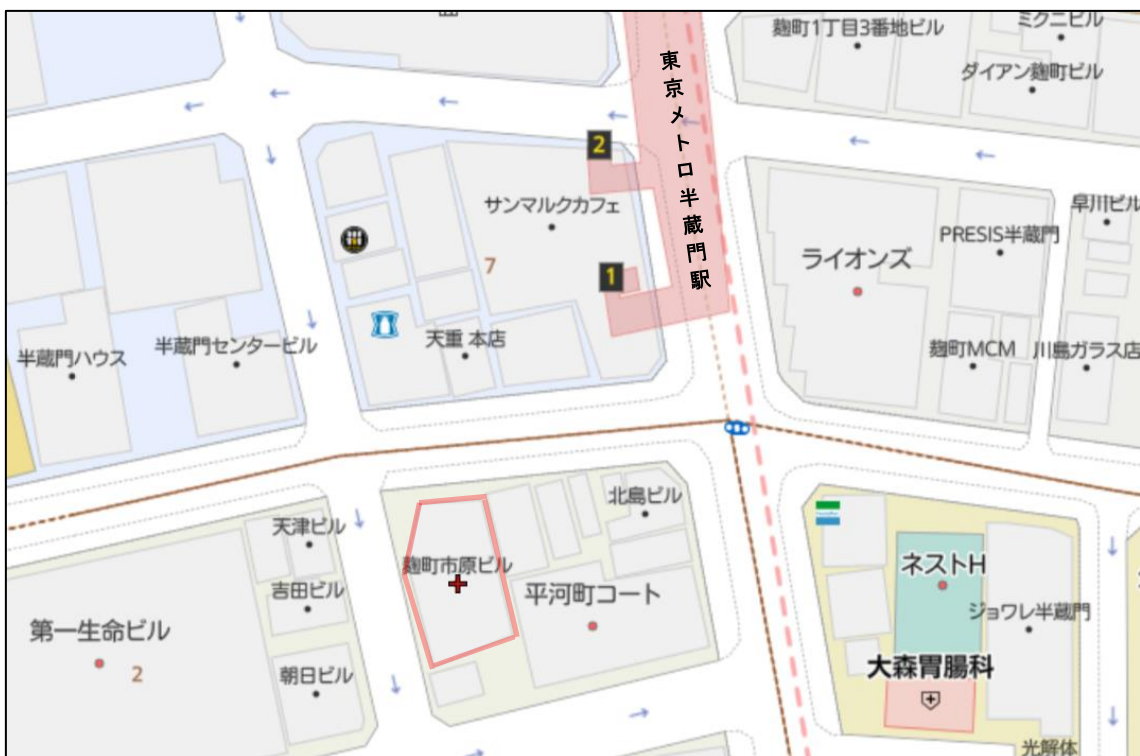 麹町1丁目3番地ビル
ミクニビル
ダイアン麹町ビル
東京メトロ半蔵門駅
2
サンマルクカフェ
早川ビル
PRESIS半蔵門
ライオンズ
7
1
半蔵門ハウス
半蔵門センタービル
天重 本店
麹町MCM
川島ガラス店
北島ビル
天津ビル
麹町市原ビル
ネストH
吉田ビル
平河町コート
ジョワレ半蔵門
第一生命ビル
2
朝日ビル
大森胃腸科
光解体